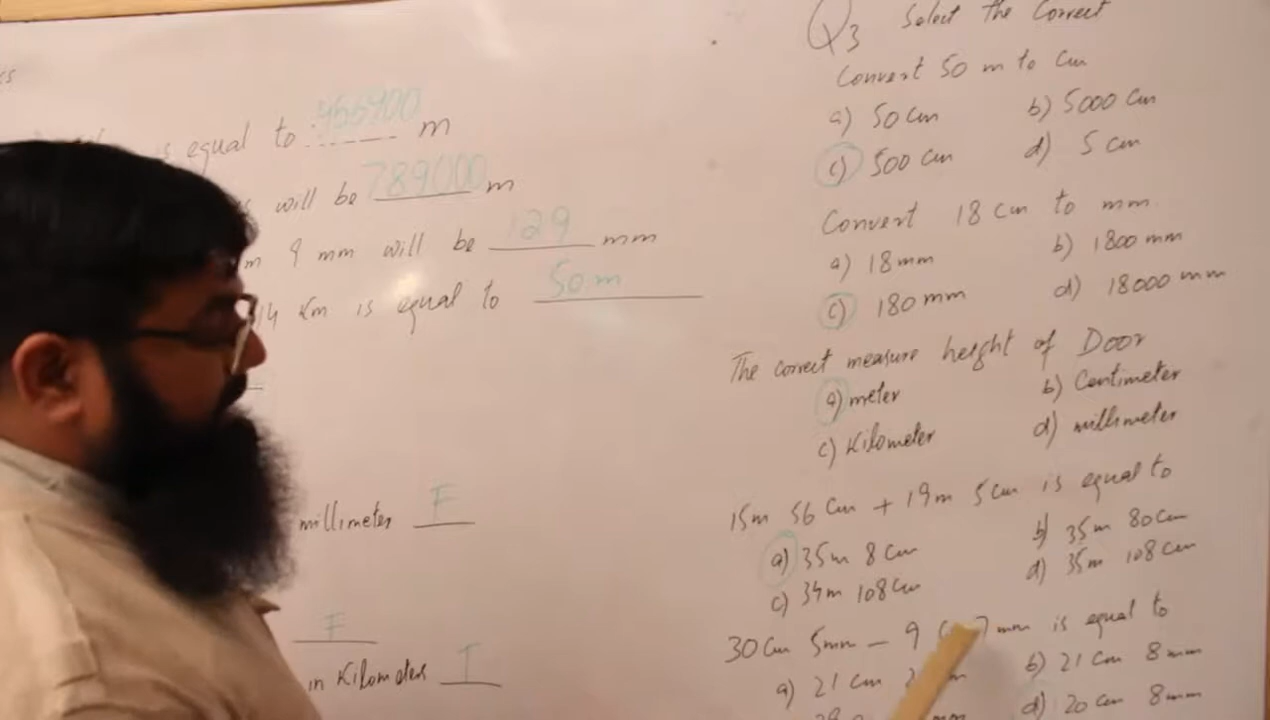 is equal to 456900 m
will be 789000 m
m 9 mm will be 129 mm
14 Km is equal to 50 m
millimeter F
F
in Kilometers T
Q3 Select the Correct
Convert 50 m to Cm
a) 50 Cm b) 5000 Cm
c) 500 Cm d) 5 Cm
Convert 18 Cm to mm
a) 18 mm b) 1800 mm
c) 180 mm d) 18000 mm
The correct measure height of Door
a) meter b) Centimeter
c) Kilometer d) millimeter
15m 56 Cm + 19m 5 Cm is equal to
a) 35m 8 Cm b) 35m 80 Cm
c) 34m 108 Cm d) 35m 108 Cm
30 Cm 5mm - 9 7 mm is equal to
a) 21 Cm b) 21 Cm 8 mm
d) 20 Cm 8 mm